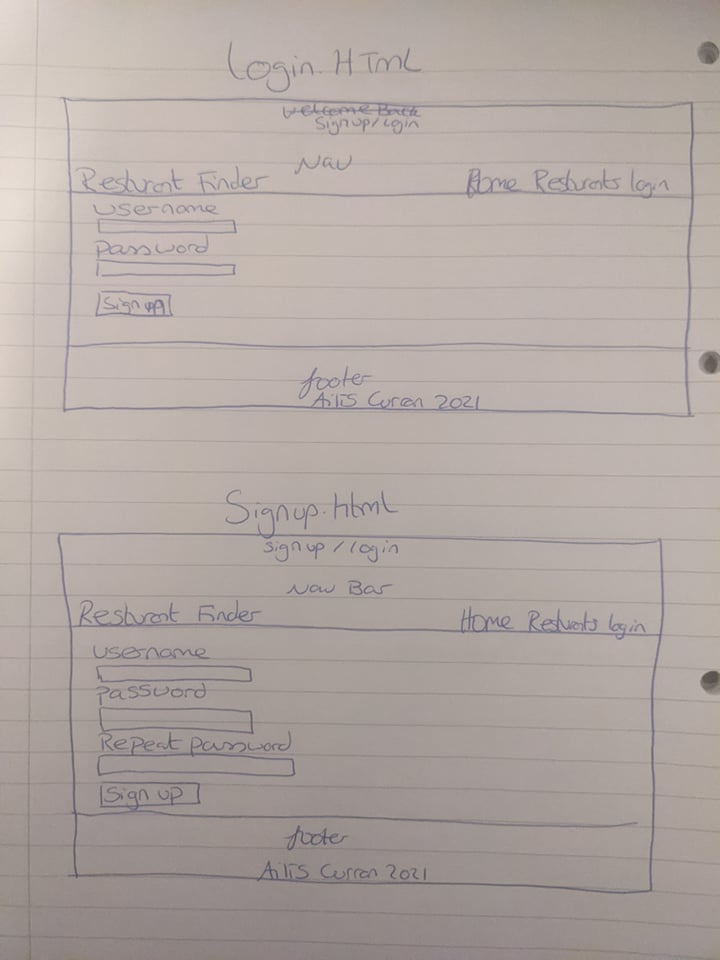 Login.HTmL
Welcome Back
Signup/Login
Nav
Resturant Finder Home Resturants login
username
password
Sign up
footer
Ailis Curran 2021
Signup.html
signup / login
Nav Bar
Resturant Finder Home Resturants login
username
password
Repeat password
Sign up
footer
Ailis Curran 2021